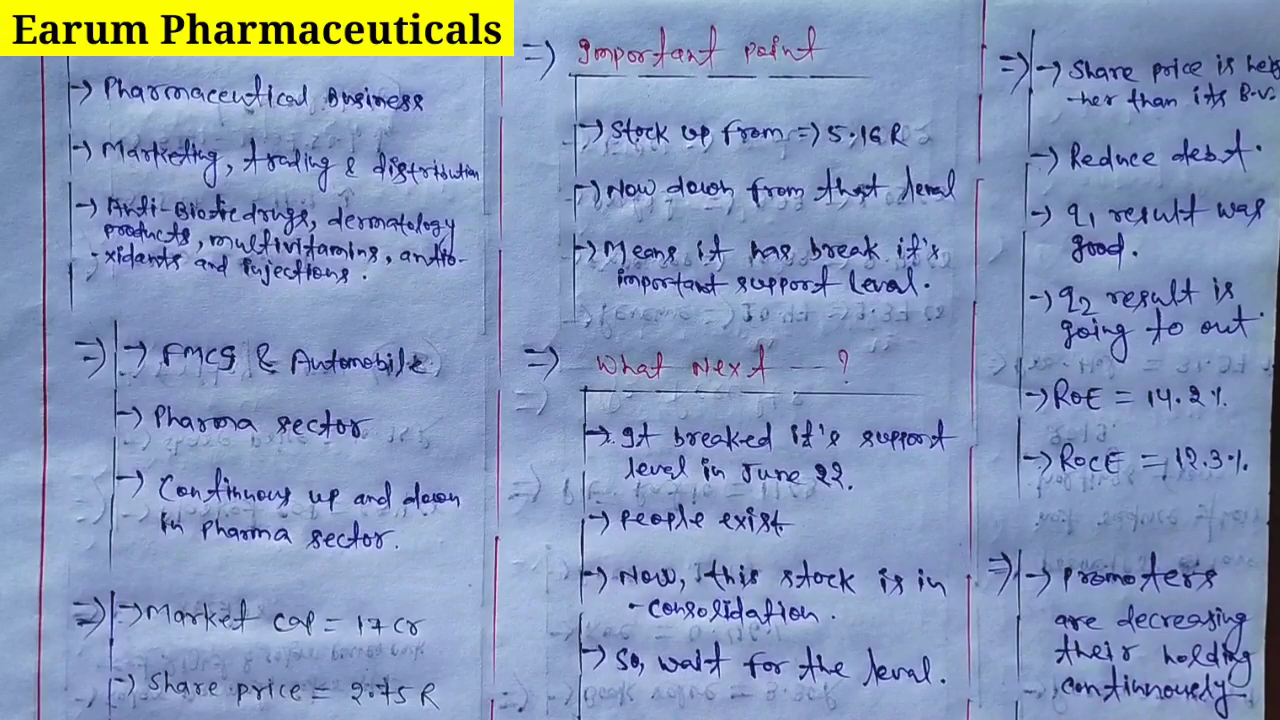 Earum Pharmaceuticals
→ Pharmaceutical Business
→ Marketing, trading & distribution
→ Anti-Biotic drugs, dermatology
products, multivitamins, antio-
-xidants and injections.
⇒ → FMCG & Automobile
→ Pharma sector
→ Continuous up and down
in pharma sector.
⇒ → Market cap = 17 cr
→ Share price = 2.75 R
⇒ Important point
→ Stock up from ⇒ 5.16 R
→ Now down from that level
→ Means it has break it's
important support level.
⇒ What Next -- ?
→ It breaked it's support
level in June 22.
→ people exist
→ Now, this stock is in
-consolidation.
→ So, wait for the level.
⇒ → Share price is
-her than its B.V.
→ Reduce debt.
→ q1 result was
good.
→ q2 result is
going to out
→ ROE = 14.2%.
→ ROCE = 12.3%.
⇒ → promoters
are decreasing
their holding
continuously